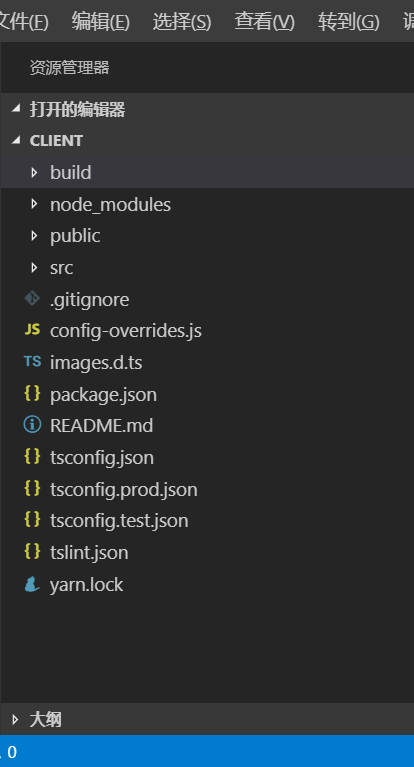 文件(F) 编辑(E) 选择(S) 查看(V) 转到(G)
资源管理器
打开的编辑器
CLIENT
build
node_modules
public
src
.gitignore
JS config-overrides.js
TS images.d.ts
{} package.json
README.md
{} tsconfig.json
{} tsconfig.prod.json
{} tsconfig.test.json
{} tslint.json
yarn.lock
大纲
0